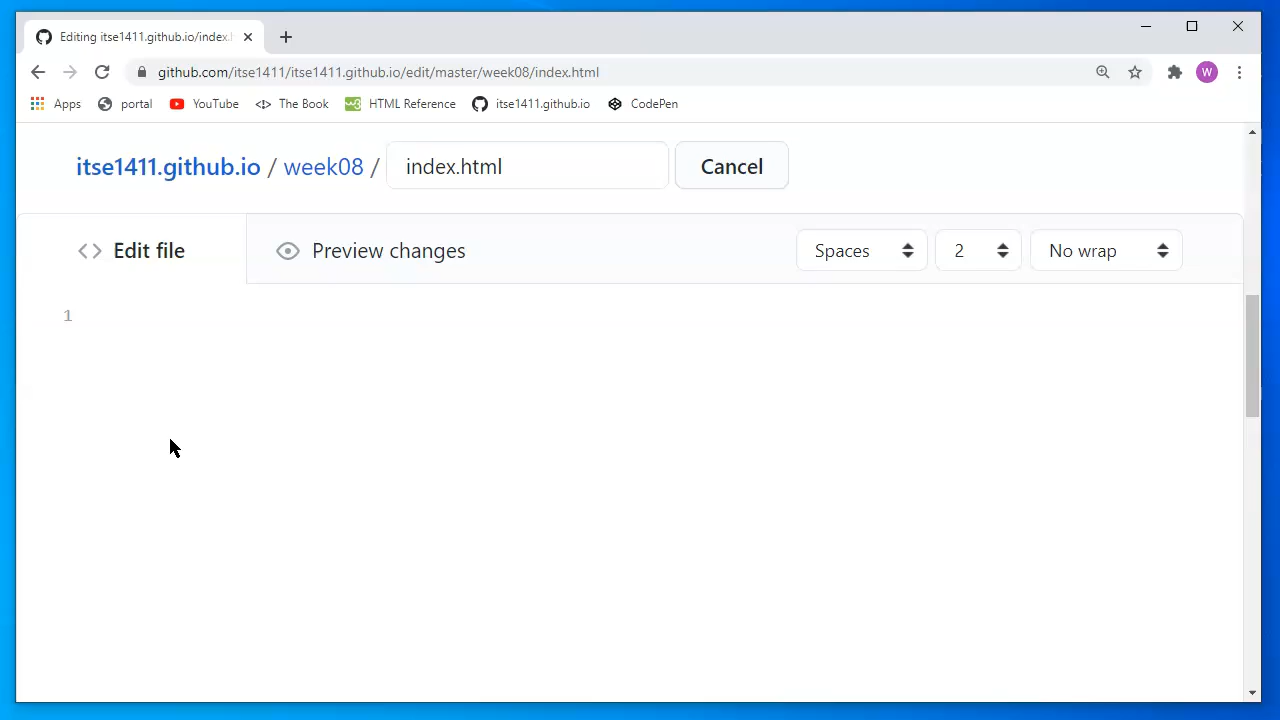 Editing itse1411.github.io/index.h
github.com/itse1411/itse1411.github.io/edit/master/week08/index.html
W
Apps portal YouTube The Book HTML Reference itse1411.github.io CodePen
itse1411.github.io / week08 / index.html Cancel
Edit file Preview changes Spaces 2 No wrap
1